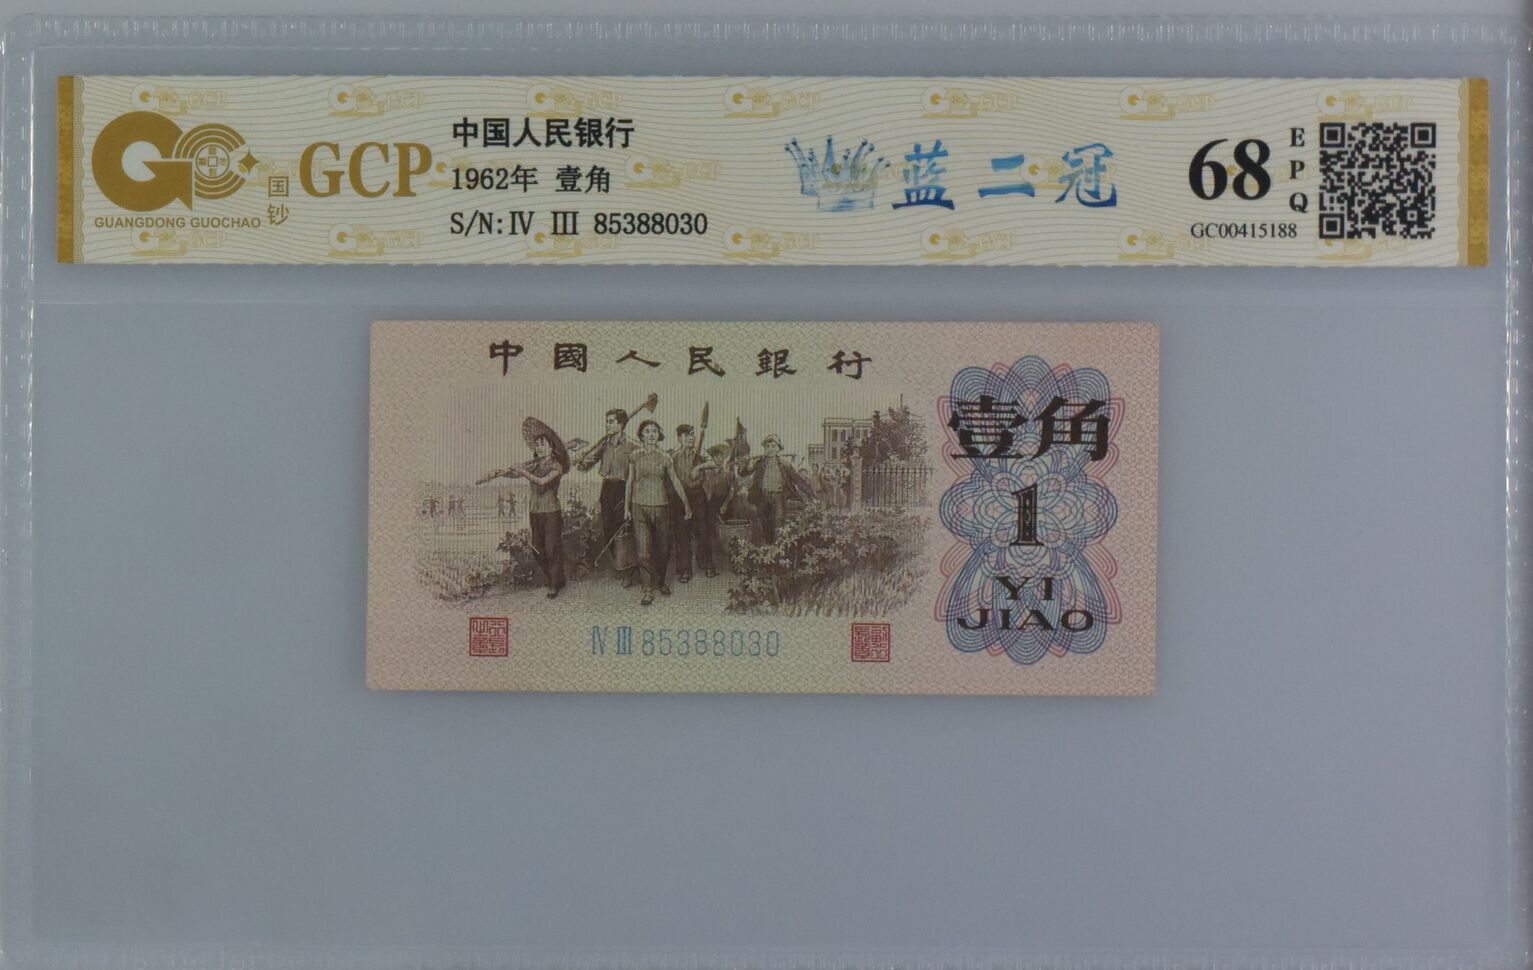 GCP
国钞
GUANGDONG GUOCHAO
中国人民银行
1962年 壹角
S/N: Ⅳ Ⅲ 85388030
蓝二冠
68
EPQ
GC00415188
中國人民銀行
壹角
1
YI
JIAO
Ⅳ Ⅲ 85388030